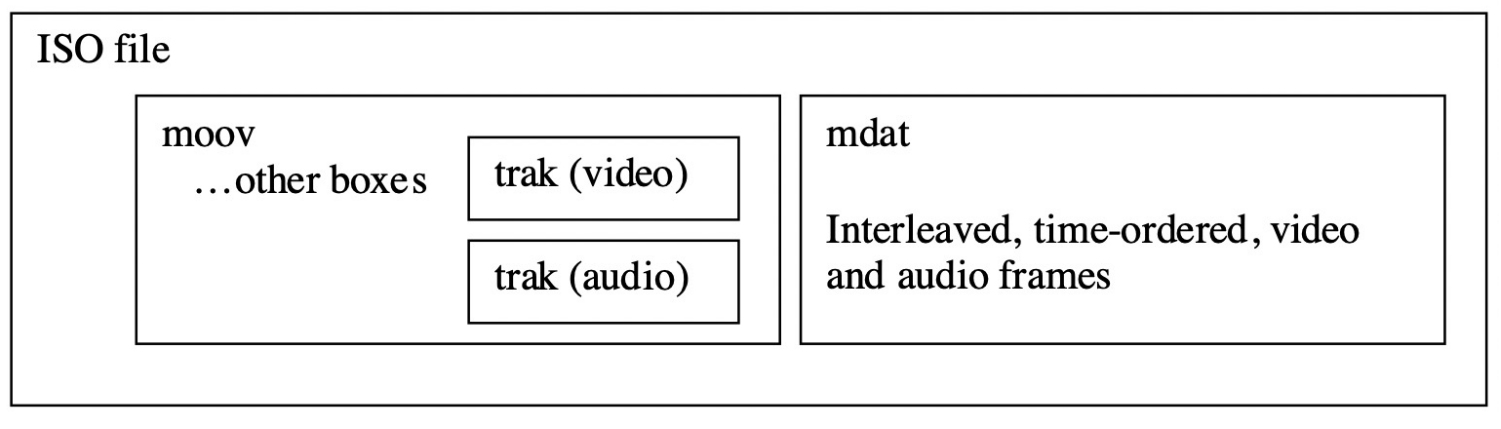 ISO file
moov
…other boxes
trak (video)
trak (audio)
mdat
Interleaved, time-ordered, video
and audio frames